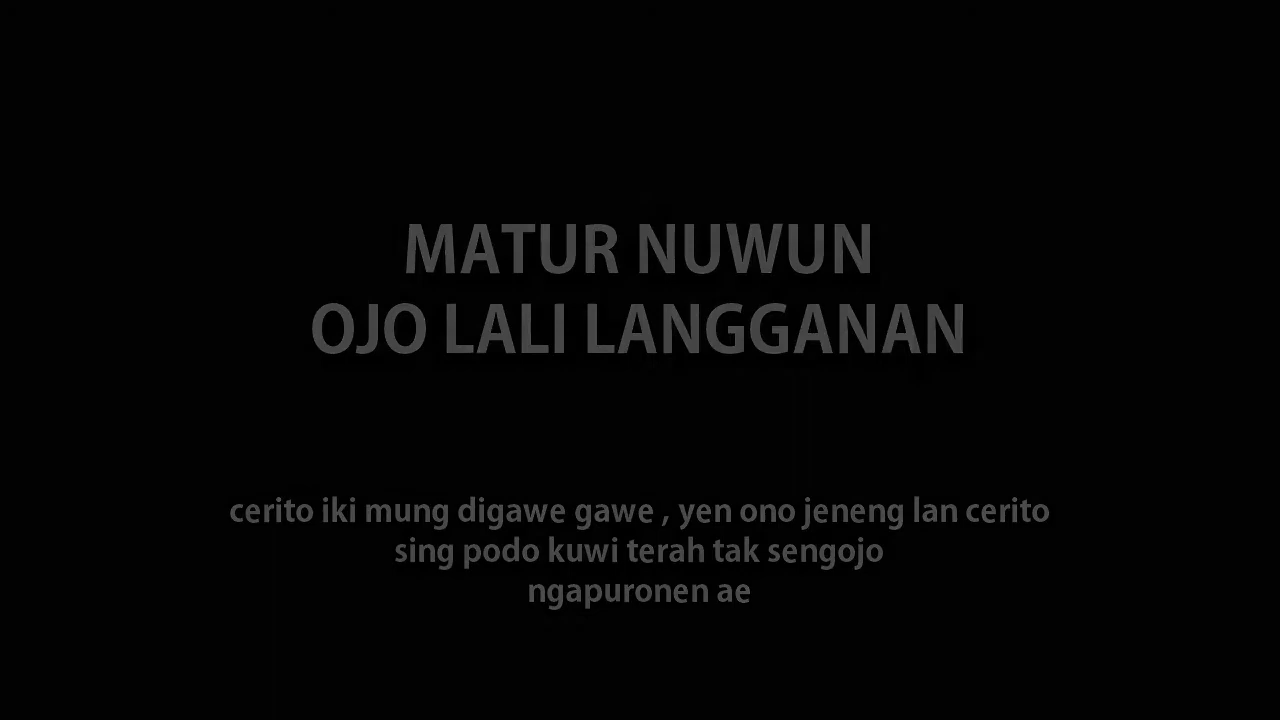 MATUR NUWUN
OJO LALI LANGGANAN
cerito iki mung digawe gawe , yen ono jeneng lan cerito
sing podo kuwi terah tak sengojo
ngapuronen ae